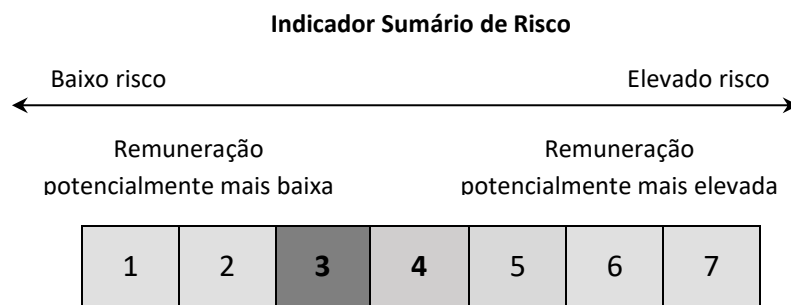 Indicador Sumário de Risco
Baixo risco Elevado risco
Remuneração Remuneração
potencialmente mais baixa potencialmente mais elevada
1 2 3 4 5 6 7